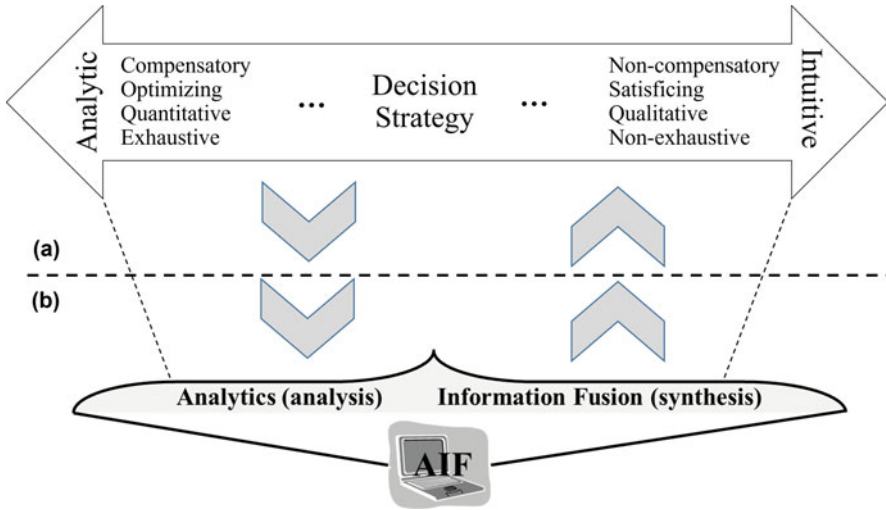 Analytic
Compensatory
Optimizing
Quantitative
Exhaustive
...
Decision
Strategy
...
Non-compensatory
Satisficing
Qualitative
Non-exhaustive
Intuitive
(a)
(b)
Analytics (analysis)
Information Fusion (synthesis)
AIF